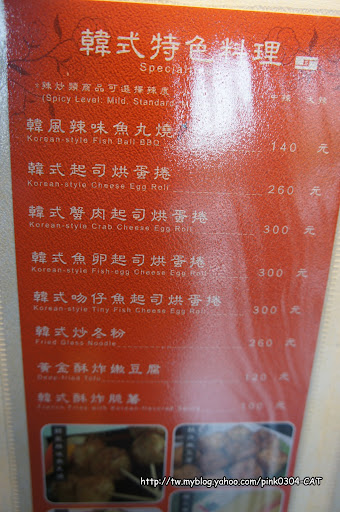 韓式特色料理
辣炒類商品可選擇辣度
(Spicy Level: Mild, Standard
韓風辣味魚丸燒 140 元
Korean-style Fish Ball BBQ
韓式起司烘蛋捲 260 元
Korean-style Cheese Egg Roll
韓式蟹肉起司烘蛋捲 300 元
Korean-style Crab Cheese Egg Roll
韓式魚卵起司烘蛋捲 300 元
Korean-style Fish-egg Cheese Egg Roll
韓式吻仔魚起司烘蛋捲 300 元
Korean-style Tiny Fish Cheese Egg Roll
韓式炒冬粉 260 元
Fried Glass Noodle
黃金酥炸嫩豆腐 120 元
Deep-fried Tofu
韓式酥炸脆薯 100 元
http://tw.myblog.yahoo.com/pink0304-CAT